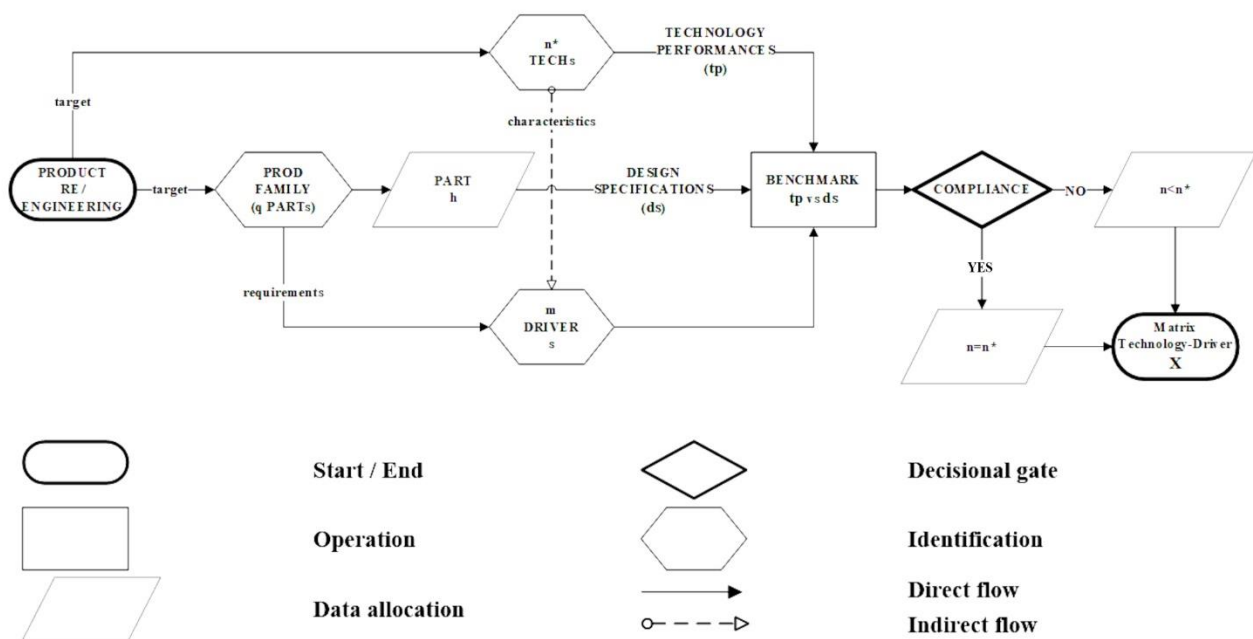 n*
TECHs
TECHNOLOGY
PERFORMANCES
(tp)
target
characteristics
PRODUCT
RE /
ENGINEERING
target
PROD
FAMILY
(q PARTs)
PART
h
DESIGN
SPECIFICATIONS
(ds)
BENCHMARK
tp vs ds
COMPLIANCE
NO
n<n*
requirements
YES
m
DRIVER
s
n=n*
Matrix
Technology-Driver
X
Start / End
Decisional gate
Operation
Identification
Data allocation
Direct flow
Indirect flow